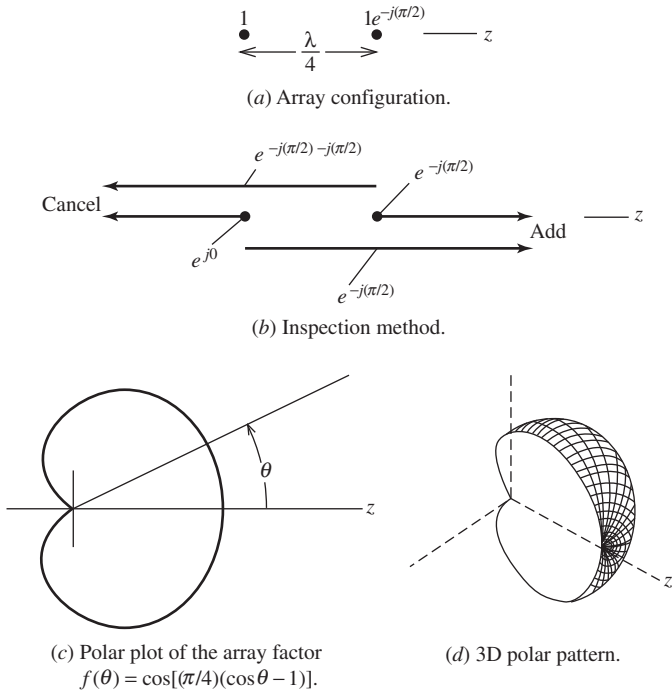 1 1e^{-j(π/2)}
z
λ/4
(a) Array configuration.
e^{-j(π/2)-j(π/2)}
e^{-j(π/2)}
Cancel
z
Add
e^{j0}
e^{-j(π/2)}
(b) Inspection method.
θ
z
z
(c) Polar plot of the array factor
f(θ) = cos[(π/4)(cosθ – 1)].
(d) 3D polar pattern.